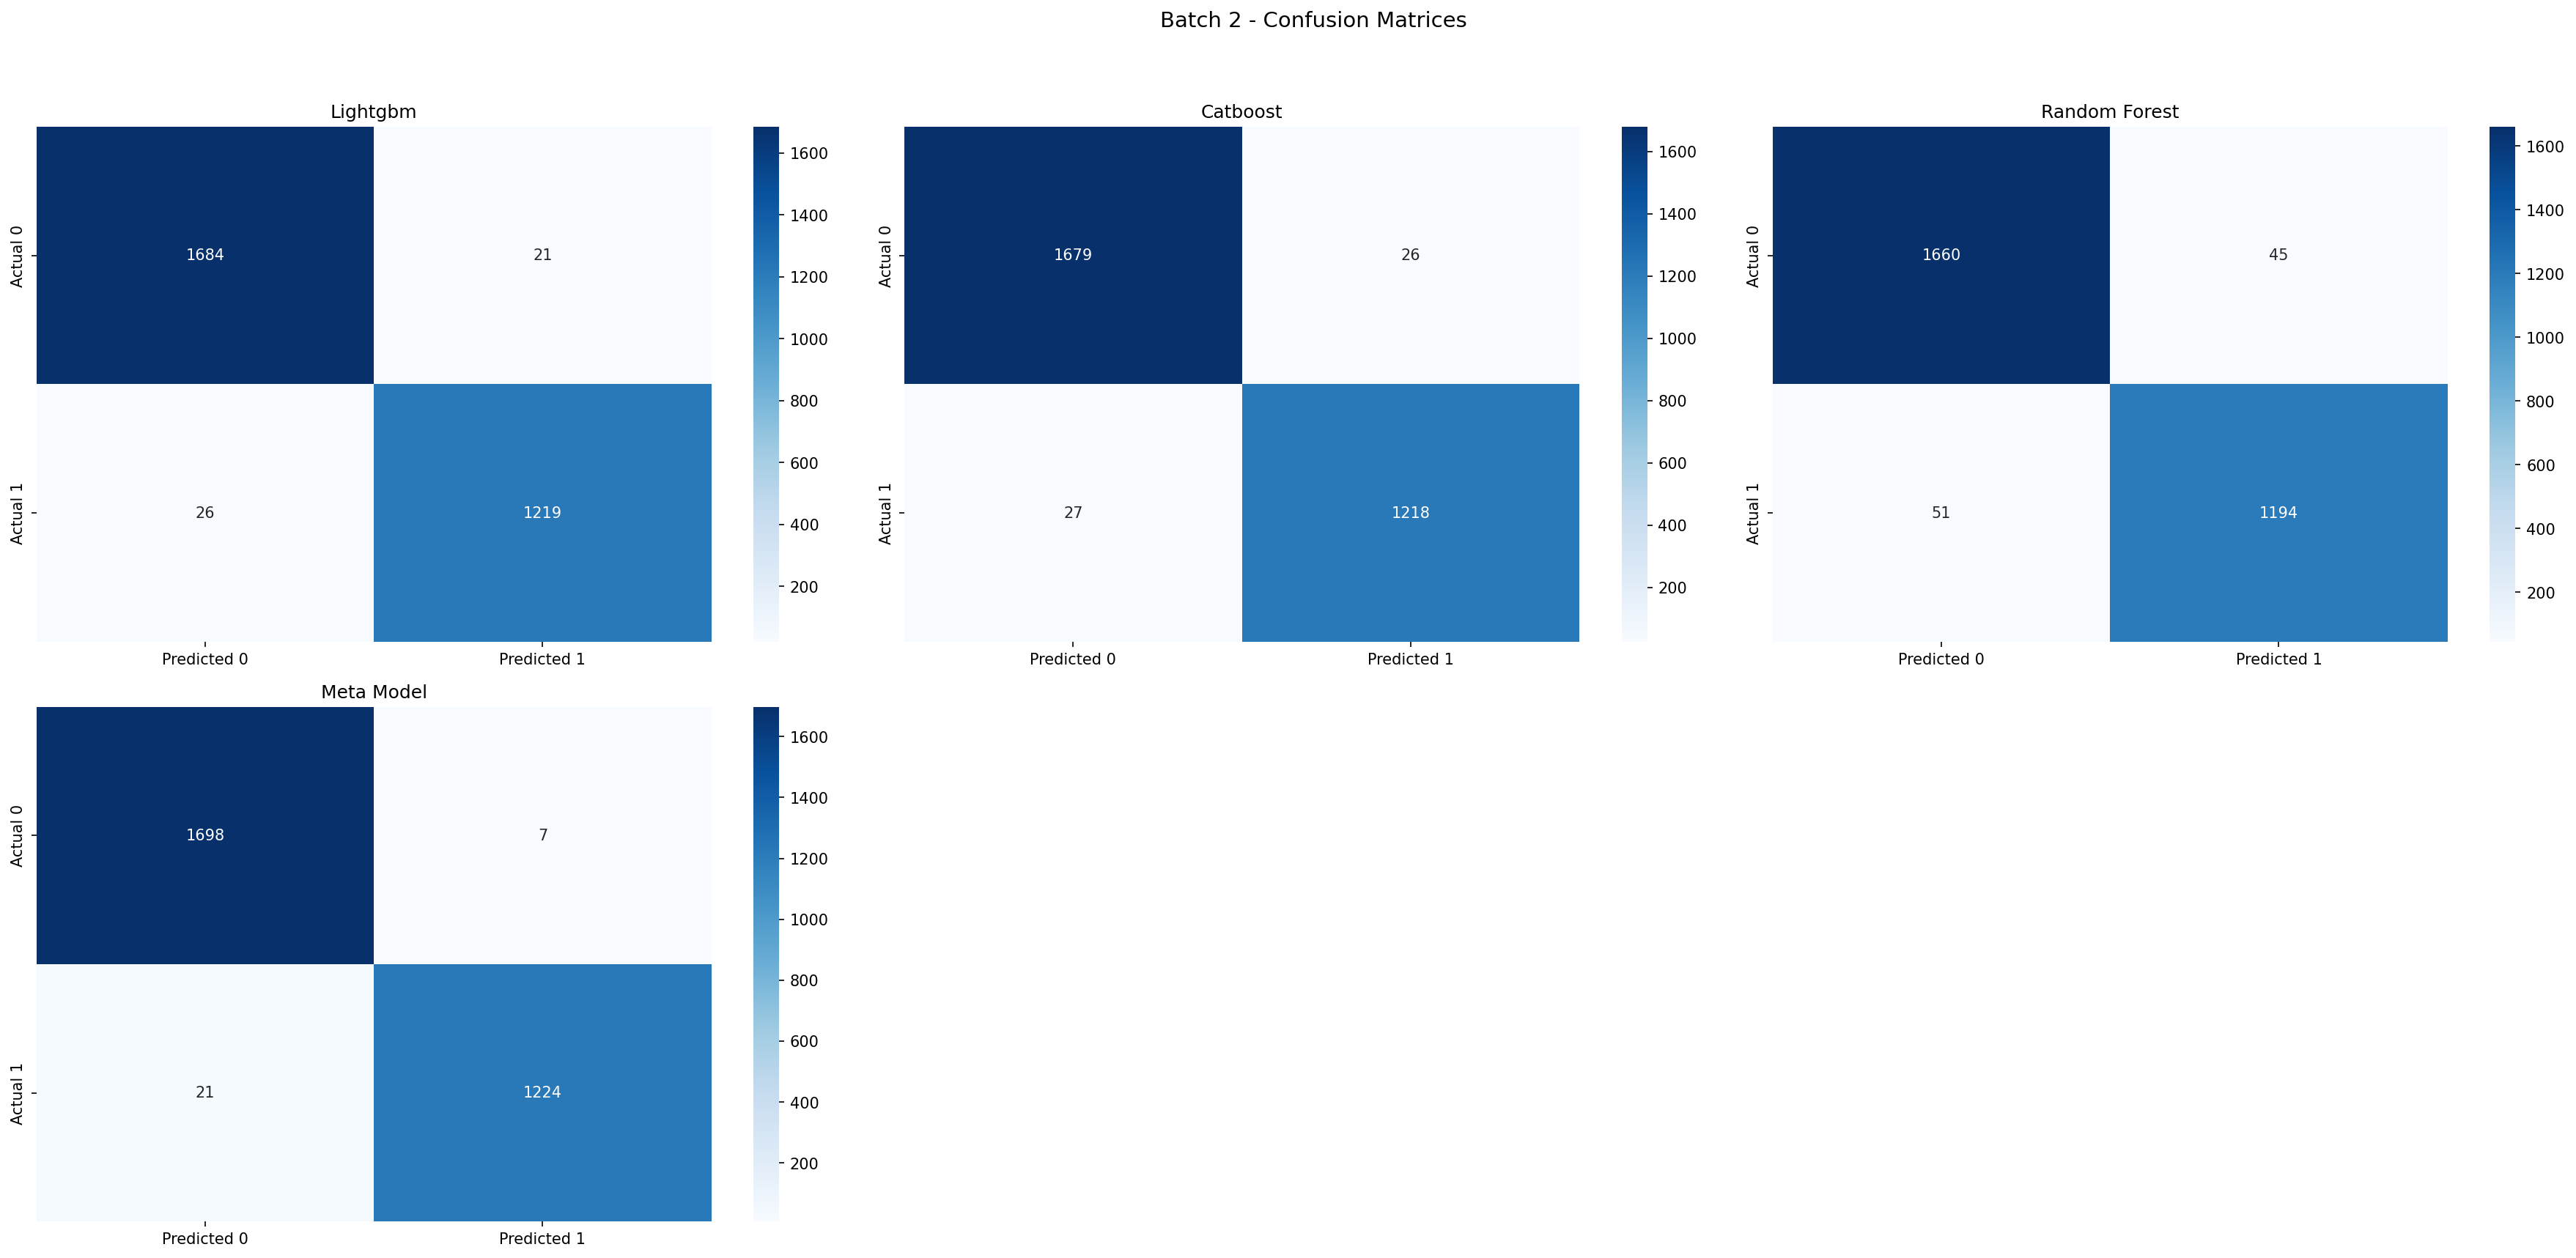 Batch 2 - Confusion Matrices
Lightgbm
Actual 0
1684
21
Actual 1
26
1219
Predicted 0
Predicted 1
1600
1400
1200
1000
800
600
400
200
Catboost
Actual 0
1679
26
Actual 1
27
1218
Predicted 0
Predicted 1
1600
1400
1200
1000
800
600
400
200
Random Forest
Actual 0
1660
45
Actual 1
51
1194
Predicted 0
Predicted 1
1600
1400
1200
1000
800
600
400
200
Meta Model
Actual 0
1698
7
Actual 1
21
1224
Predicted 0
Predicted 1
1600
1400
1200
1000
800
600
400
200